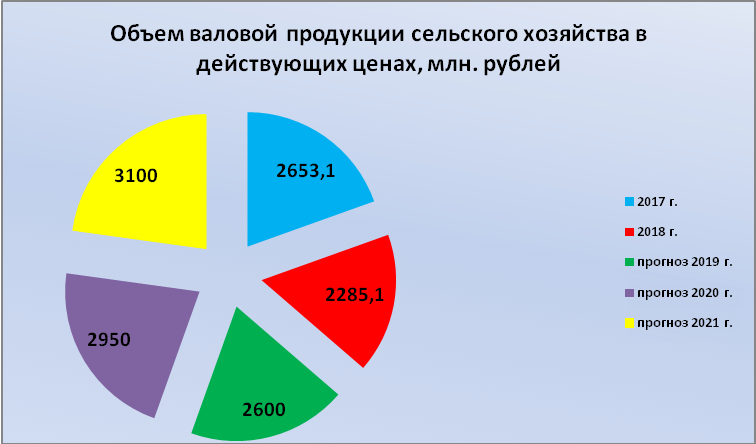 Объем валовой продукции сельского хозяйства в
действующих ценах, млн. рублей
3100
2653,1
2285,1
2950
2600
2017 г.
2018 г.
прогноз 2019 г.
прогноз 2020 г.
прогноз 2021 г.